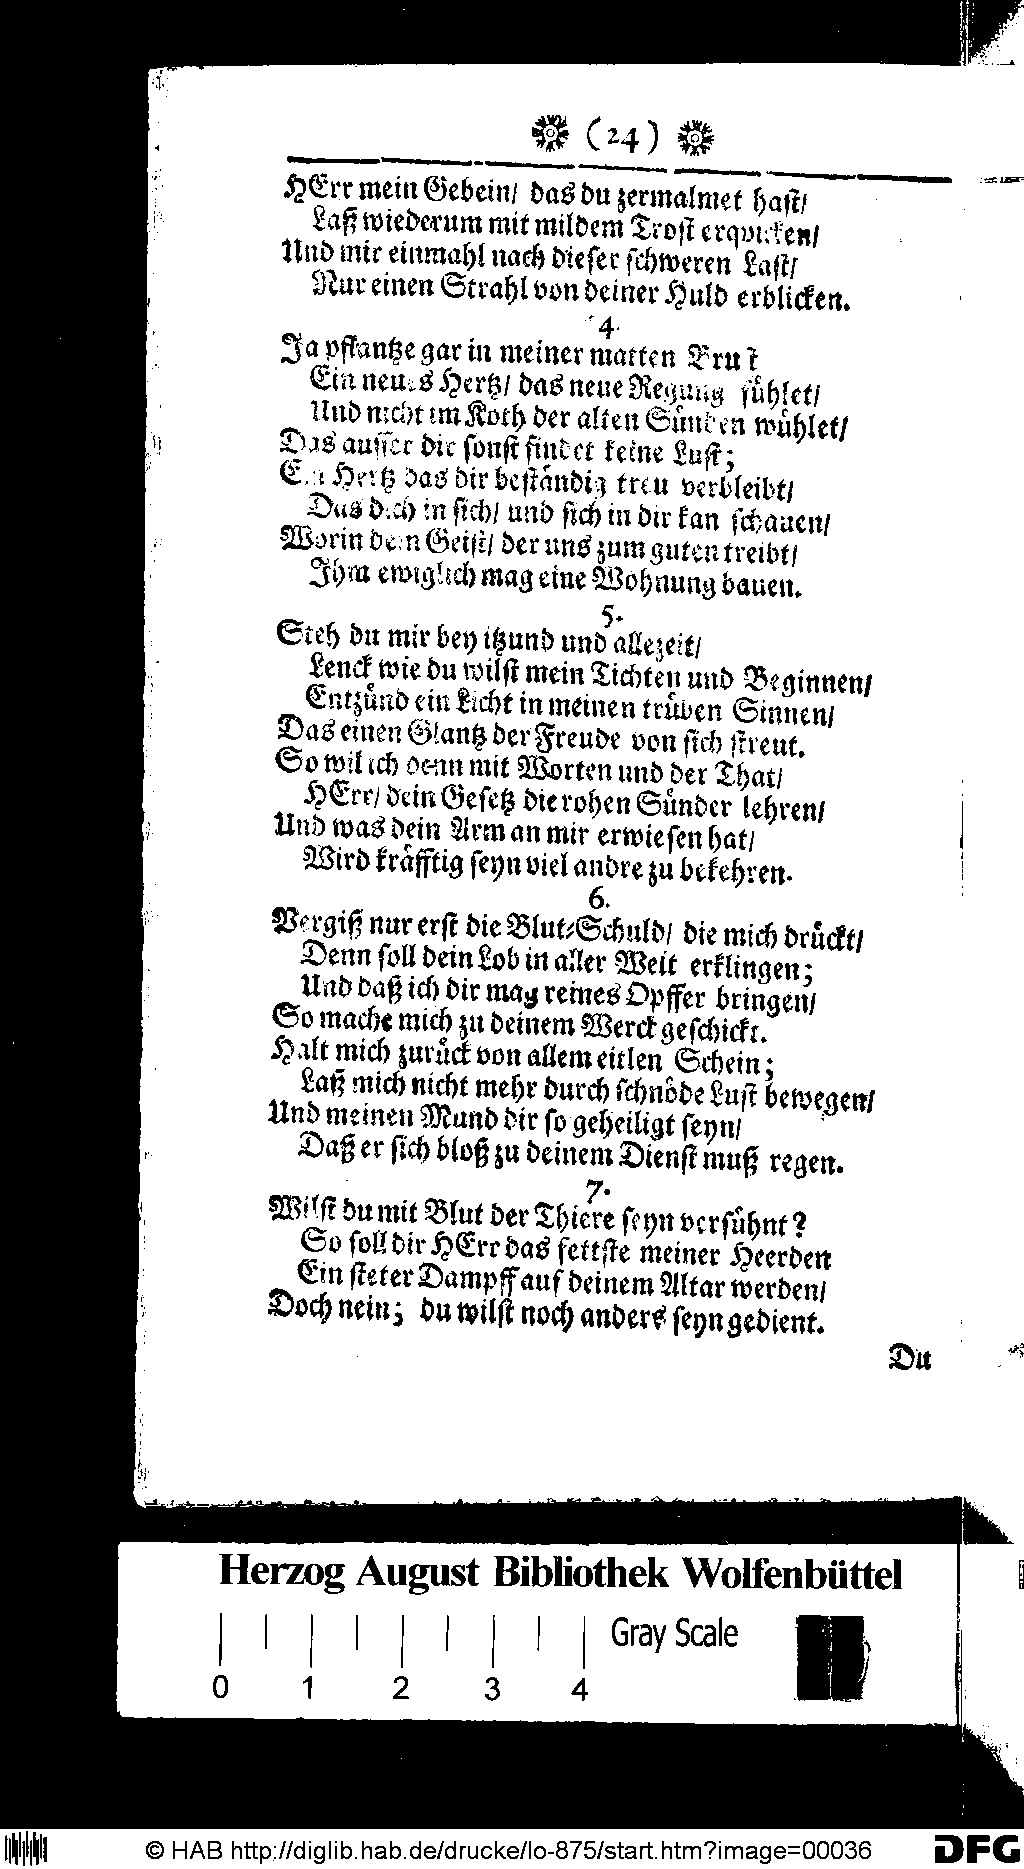 (24)
HErr mein Gebein/ das du zermalmet hast/
Laß wiederum mit mildem Trost erqvicken/
Und mir einmahl nach dieser schweren Last/
Nur einen Strahl von deiner Huld erblicken.
4.
Ja pflantze gar in meiner matten Brust
Ein neues Hertz/ das neue Regung fühlet/
Und nicht im Koth der alten Sünden wühlet/
Das ausser dir sonst findet keine Lust;
Ein Hertz das dir beständig treu verbleibt/
Das dich in sich/ und sich in dir kan schauen/
Worin dein Geist/ der uns zum guten treibt/
Ihm ewiglich mag eine Wohnung bauen.
5.
Steh du mir bey itzund und allezeit/
Lenck wie du wilst mein Tichten und Beginnen/
Entzünd ein Licht in meinen trüben Sinnen/
Das einen Glantz der Freude von sich streut.
So wil ich denn mit Worten und der That/
HErr/ dein Gesetz die rohen Sünder lehren/
Und was dein Arm an mir erwiesen hat/
Wird kräfftig seyn viel andre zu bekehren.
6.
Vergiß nur erst die Blut-Schuld/ die mich drückt/
Denn soll dein Lob in aller Welt erklingen;
Und daß ich dir mag reines Opffer bringen/
So mache mich zu deinem Werck geschickt.
Halt mich zurück von allem eitlen Schein;
Laß mich nicht mehr durch schnöde Lust bewegen/
Und meinen Mund dir so geheiligt seyn/
Daß er sich bloß zu deinem Dienst muß regen.
7.
Wilst du mit Blut der Thiere seyn versühnt?
So soll dir HErr das fettste meiner Heerden
Ein steter Dampff auf deinem Altar werden/
Doch nein; du wilst noch anders seyn gedient.
Du
Herzog August Bibliothek Wolfenbüttel
Gray Scale
0 1 2 3 4
© HAB http://diglib.hab.de/drucke/lo-875/start.htm?image=00036
DFG